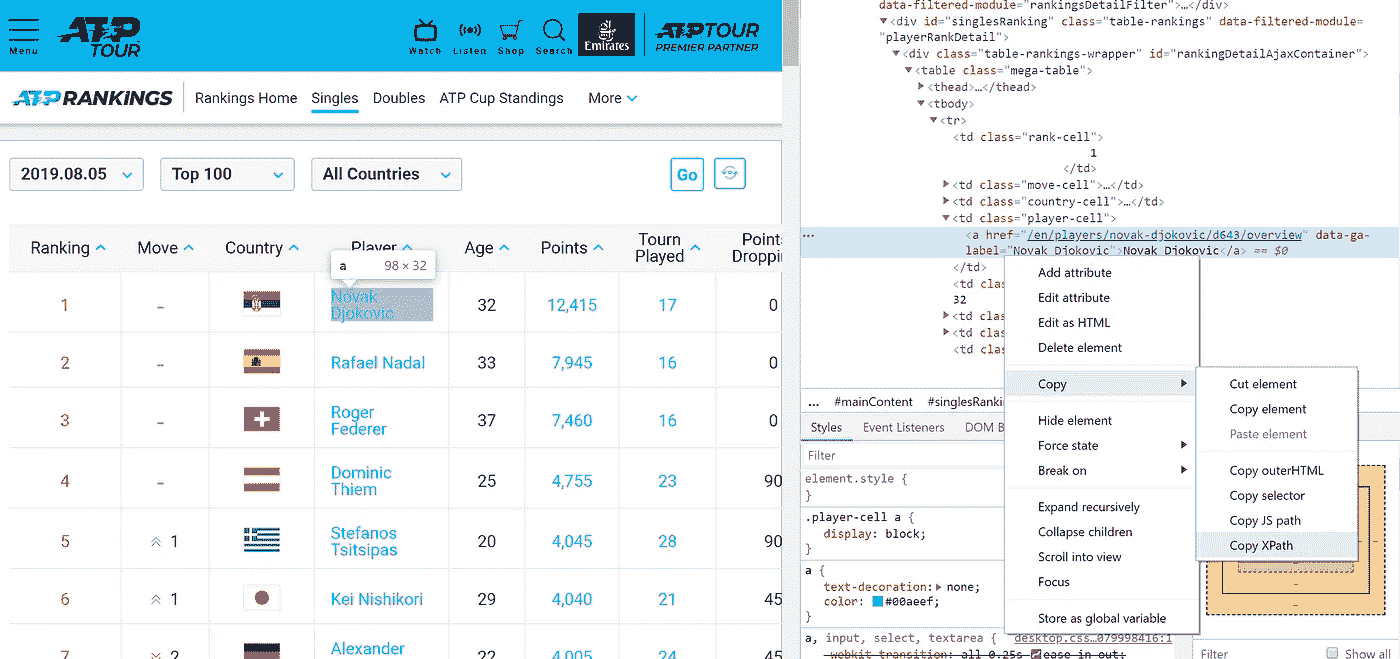 Menu
ATP TOUR
Watch Listen Shop Search
Emirates
ATP TOUR
PREMIER PARTNER
ATP RANKINGS
Rankings Home Singles Doubles ATP Cup Standings More
2019.08.05 Top 100 All Countries Go
Ranking Move Country Player Age Points Tourn Played Point Droppi
a 98 × 32
1 - Novak Djokovic 32 12,415 17 0
2 - Rafael Nadal 33 7,945 16 0
3 - Roger Federer 37 7,460 16 0
4 - Dominic Thiem 25 4,755 23 90
5 1 Stefanos Tsitsipas 20 4,045 28 90
6 1 Kei Nishikori 29 4,040 21 45
7 2 Alexander 22 4,005 24 45
data-filtered-module="rankingsDetailFilter">…</div>
▼<div id="singlesRanking" class="table-rankings" data-filtered-module=
"playerRankDetail">
▼<div class="table-rankings-wrapper" id="rankingDetailAjaxContainer">
▼<table class="mega-table">
▶<thead>…</thead>
▼<tbody>
▼<tr>
<td class="rank-cell">
1
</td>
▶<td class="move-cell">…</td>
▶<td class="country-cell">…</td>
▼<td class="player-cell">
<a href="/en/players/novak-djokovic/d643/overview" data-ga-
label="Novak Djokovic">Novak Djokovic</a> == $0
</td>
<td clas
32
▶<td clas
▶<td clas
<td clas
Add attribute
Edit attribute
Edit as HTML
Delete element
Copy
Hide element
Force state
Break on
Expand recursively
Collapse children
Scroll into view
Focus
Store as global variable
Cut element
Copy element
Paste element
Copy outerHTML
Copy selector
Copy JS path
Copy XPath
... #mainContent #singlesRanki
Styles Event Listeners DOM B
Filter
element.style {
}
.player-cell a {
display: block;
}
a {
text-decoration:▶ none;
color: #00aeef;
}
a, input, select, textarea { desktop.css…079998416:1
-webkit-transition: all 0.25s ease in out;
Filter Show all